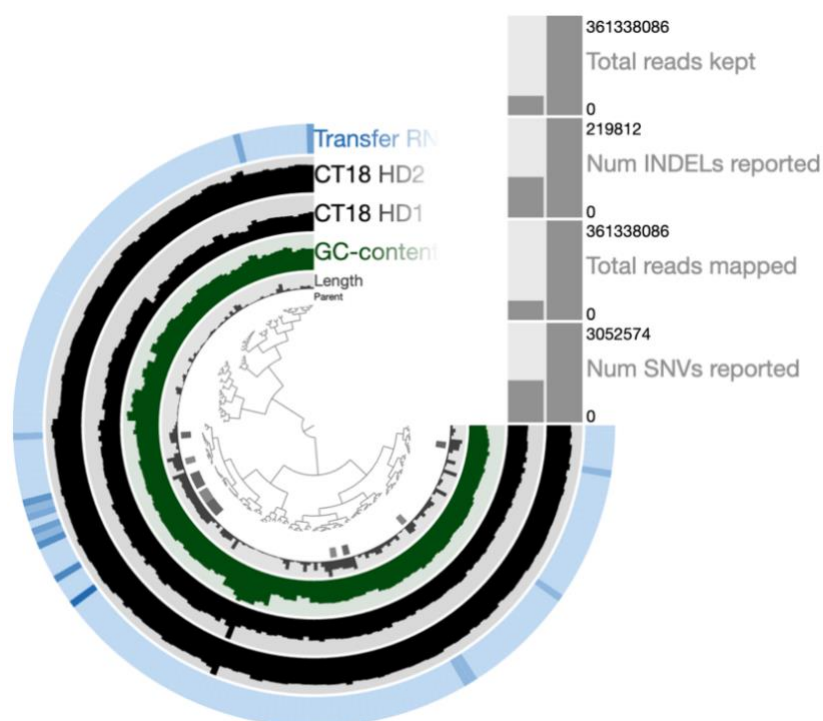 361338086
Total reads kept
0
219812
Num INDELs reported
0
361338086
Total reads mapped
0
3052574
Num SNVs reported
0
Transfer RN
CT18 HD2
CT18 HD1
GC-conten
Length
Parent